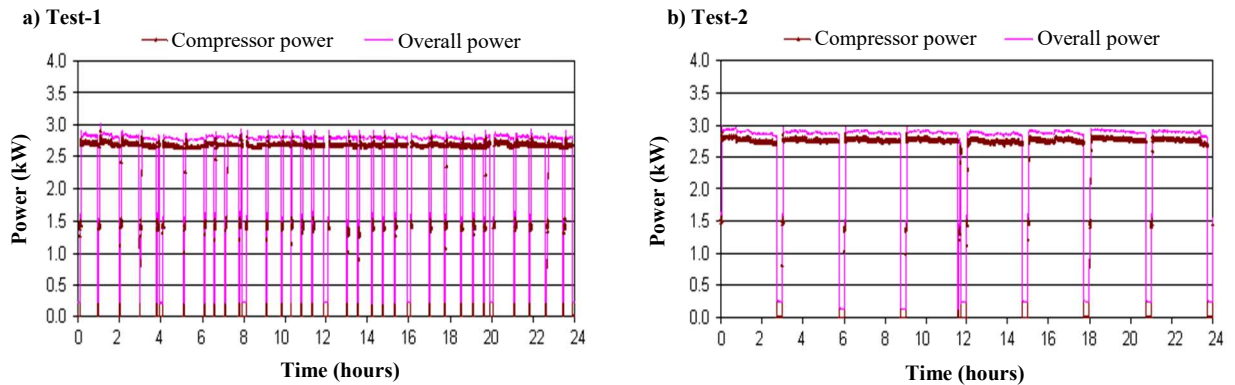 a) Test-1
Compressor power
Overall power
Power (kW)
4.0
3.5
3.0
2.5
2.0
1.5
1.0
0.5
0.0
0 2 4 6 8 10 12 14 16 18 20 22 24
Time (hours)
b) Test-2
Compressor power
Overall power
Power (kW)
4.0
3.5
3.0
2.5
2.0
1.5
1.0
0.5
0.0
0 2 4 6 8 10 12 14 16 18 20 22 24
Time (hours)